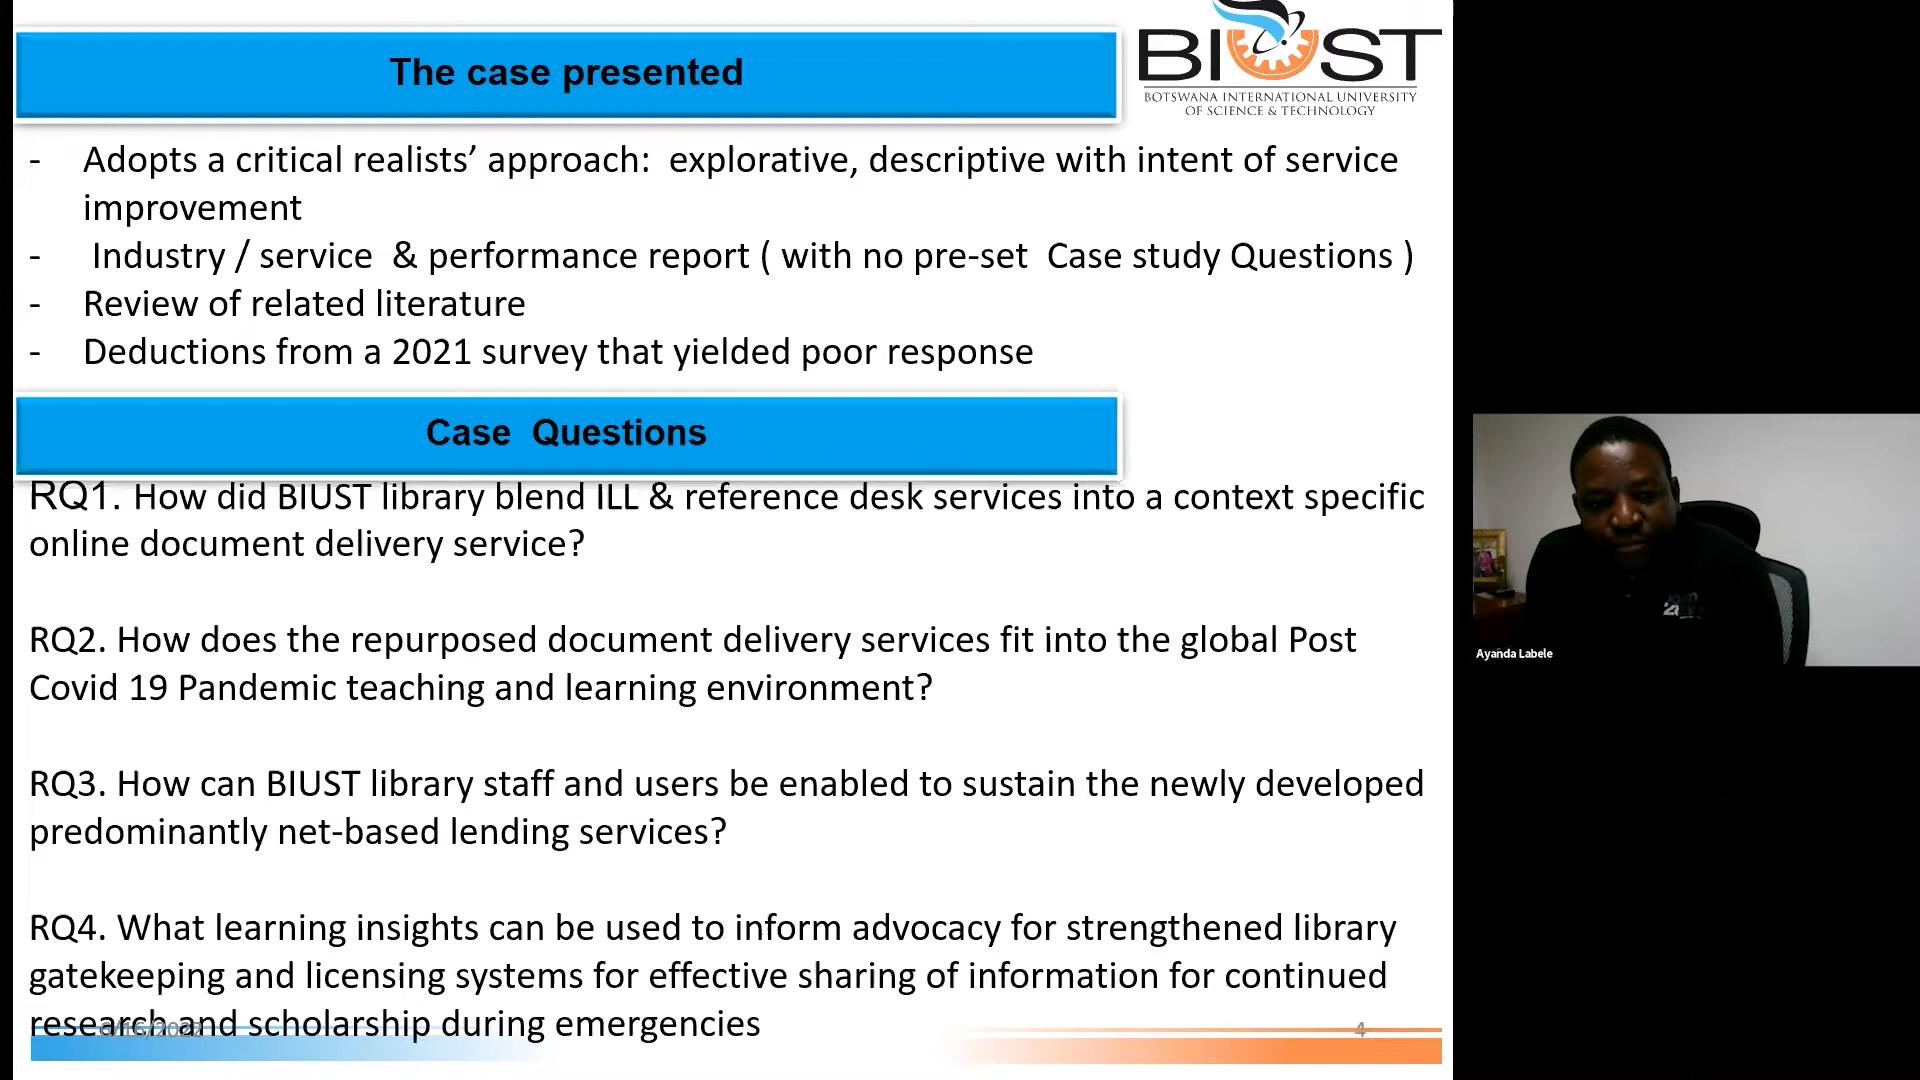 The case presented
BIUST
BOTSWANA INTERNATIONAL UNIVERSITY
OF SCIENCE & TECHNOLOGY
- Adopts a critical realists’ approach:  explorative, descriptive with intent of service
improvement
- Industry / service  & performance report ( with no pre-set  Case study Questions )
- Review of related literature
- Deductions from a 2021 survey that yielded poor response
Case  Questions
RQ1. How did BIUST library blend ILL & reference desk services into a context specific
online document delivery service?
RQ2. How does the repurposed document delivery services fit into the global Post
Covid 19 Pandemic teaching and learning environment?
RQ3. How can BIUST library staff and users be enabled to sustain the newly developed
predominantly net-based lending services?
RQ4. What learning insights can be used to inform advocacy for strengthened library
gatekeeping and licensing systems for effective sharing of information for continued
research and scholarship during emergencies
4
Ayanda Labele